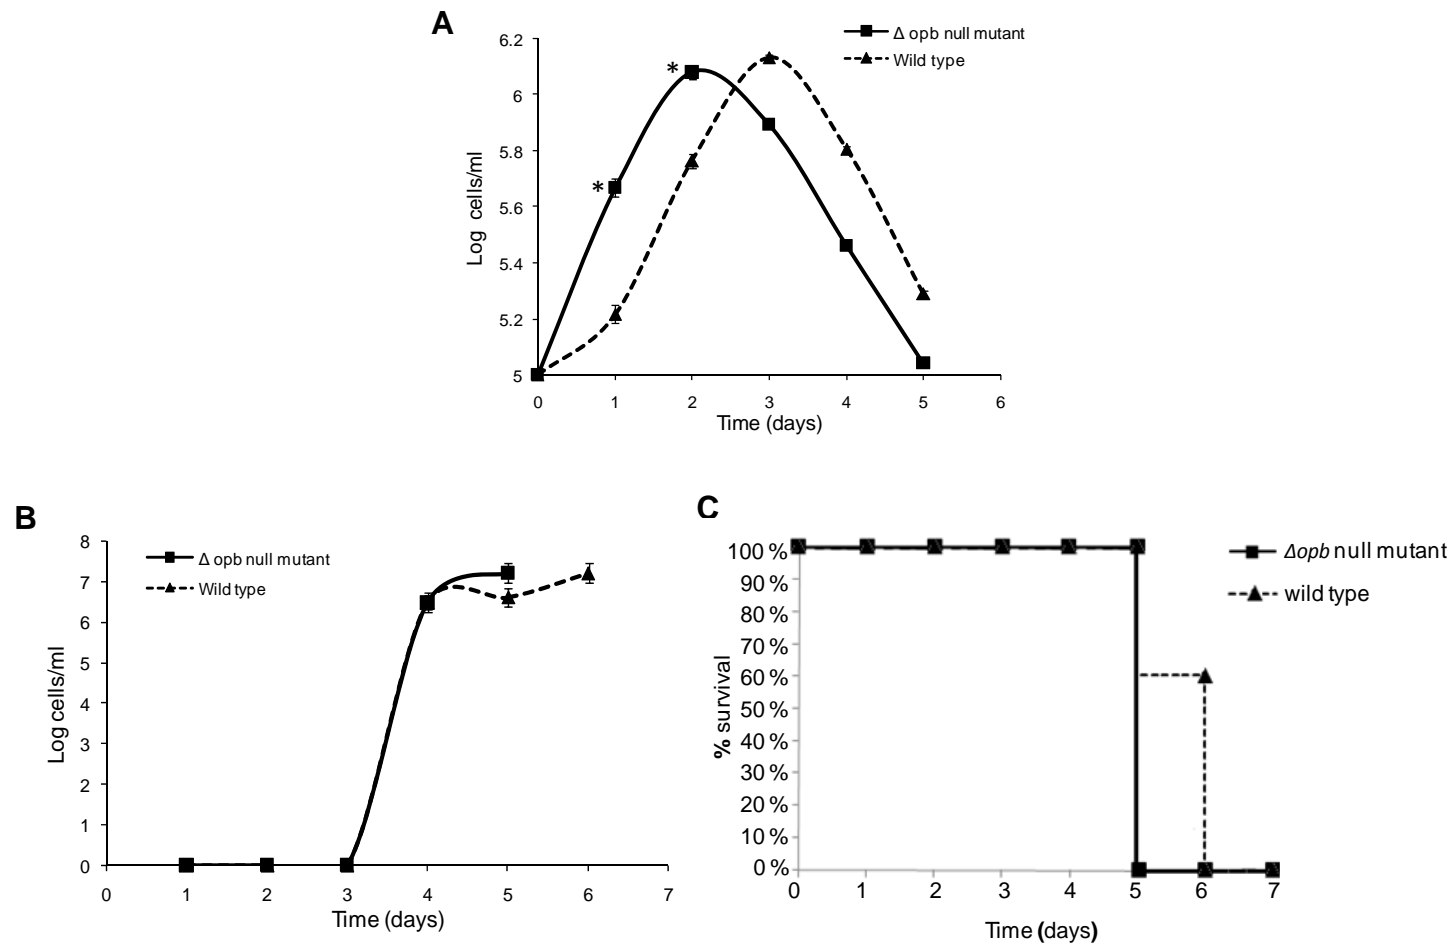 A
Δ opb null mutant
Wild type
6.2
6
5.8
5.6
5.4
5.2
5
*
*
Log cells/ml
0 1 2 3 4 5 6
Time (days)
B
Δ opb null mutant
Wild type
8
7
6
5
4
3
2
1
0
Log cells/ml
0 1 2 3 4 5 6 7
Time (days)
C
Δopb null mutant
wild type
100 %
90 %
80 %
70 %
60 %
50 %
40 %
30 %
20 %
10 %
0 %
% survival
0 1 2 3 4 5 6 7
Time (days)